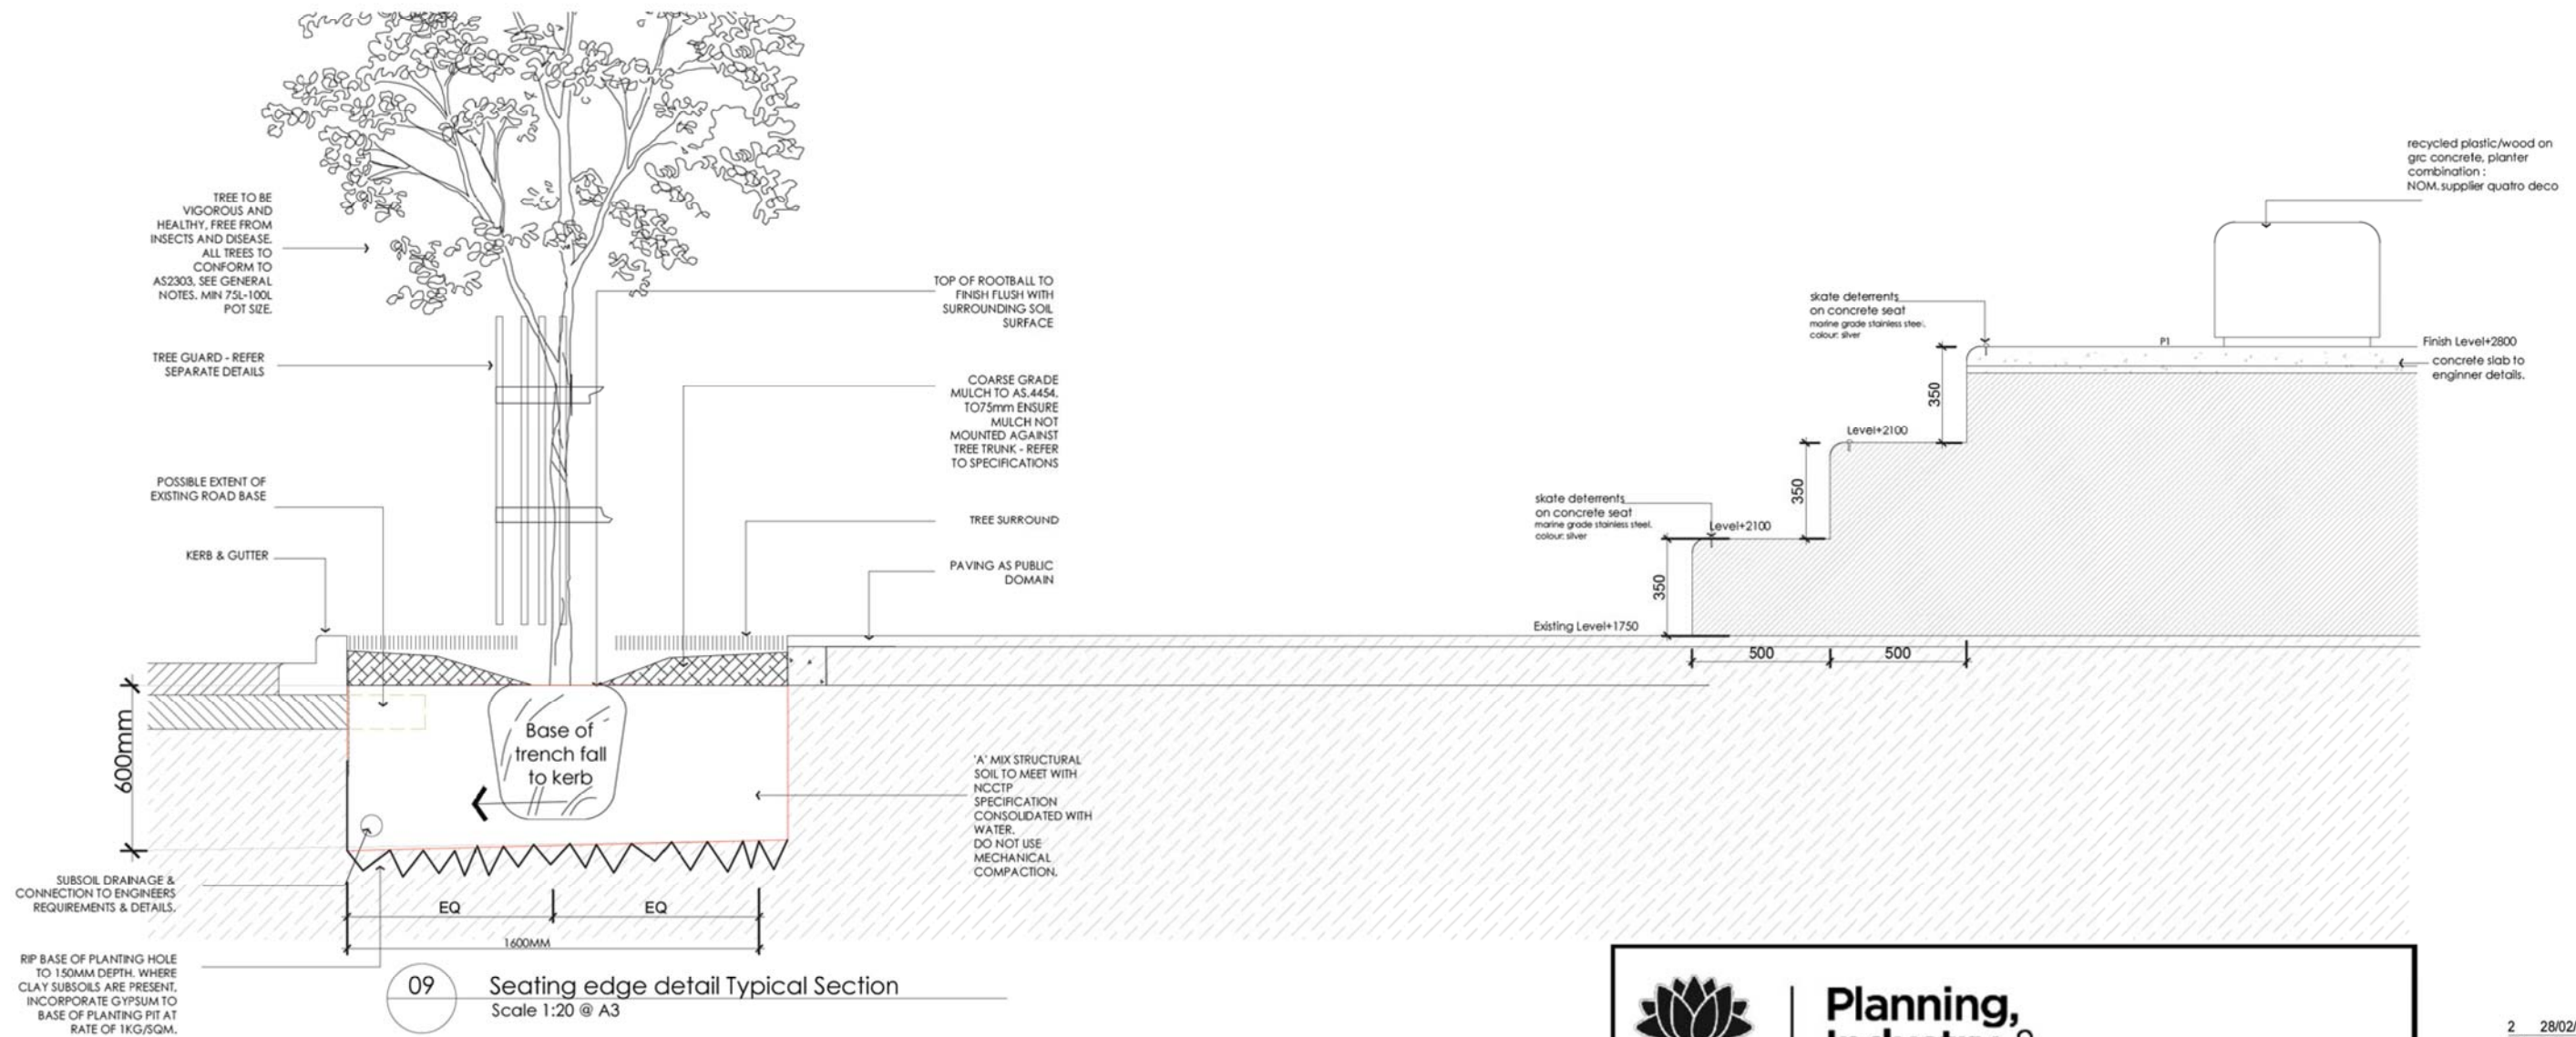 TREE TO BE
VIGOROUS AND
HEALTHY, FREE FROM
INSECTS AND DISEASE.
ALL TREES TO
CONFORM TO
AS2303, SEE GENERAL
NOTES. MIN 75L-100L
POT SIZE.
TREE GUARD - REFER
SEPARATE DETAILS
POSSIBLE EXTENT OF
EXISTING ROAD BASE
KERB & GUTTER
600mm
SUBSOIL DRAINAGE &
CONNECTION TO ENGINEERS
REQUIREMENTS & DETAILS.
RIP BASE OF PLANTING HOLE
TO 150MM DEPTH. WHERE
CLAY SUBSOILS ARE PRESENT,
INCORPORATE GYPSUM TO
BASE OF PLANTING PIT AT
RATE OF 1KG/SQM.
TOP OF ROOTBALL TO
FINISH FLUSH WITH
SURROUNDING SOIL
SURFACE
COARSE GRADE
MULCH TO AS.4454.
TO75mm ENSURE
MULCH NOT
MOUNTED AGAINST
TREE TRUNK - REFER
TO SPECIFICATIONS
TREE SURROUND
PAVING AS PUBLIC
DOMAIN
Base of
trench fall
to kerb
'A' MIX STRUCTURAL
SOIL TO MEET WITH
NCCTP
SPECIFICATION
CONSOLIDATED WITH
WATER.
DO NOT USE
MECHANICAL
COMPACTION.
EQ EQ
1600MM
09 Seating edge detail Typical Section
Scale 1:20 @ A3
recycled plastic/wood on
grc concrete, planter
combination :
NOM.supplier quatro deco
skate deterrents
on concrete seat
marine grade stainless steel.
colour: silver
P1
Finish Level+2800
concrete slab to
enginner details.
350
Level+2100
350
skate deterrents
on concrete seat
marine grade stainless steel.
colour: silver
Level+2100
350
Existing Level+1750
500 500
Planning,
2 28/02/